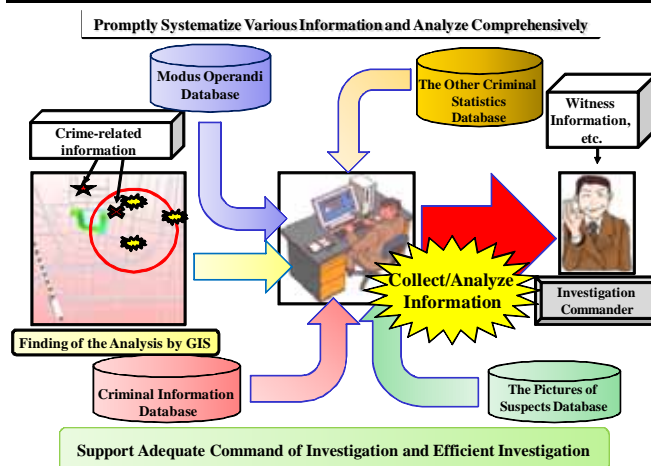 Promptly Systematize Various Information and Analyze Comprehensively
Modus Operandi
Database
The Other Criminal
Statistics
Database
Witness
Information,
etc.
Crime-related
information
Collect/Analyze
Information
Investigation
Commander
Finding of the Analysis by GIS
Criminal Information
Database
The Pictures of
Suspects Database
Support Adequate Command of Investigation and Efficient Investigation